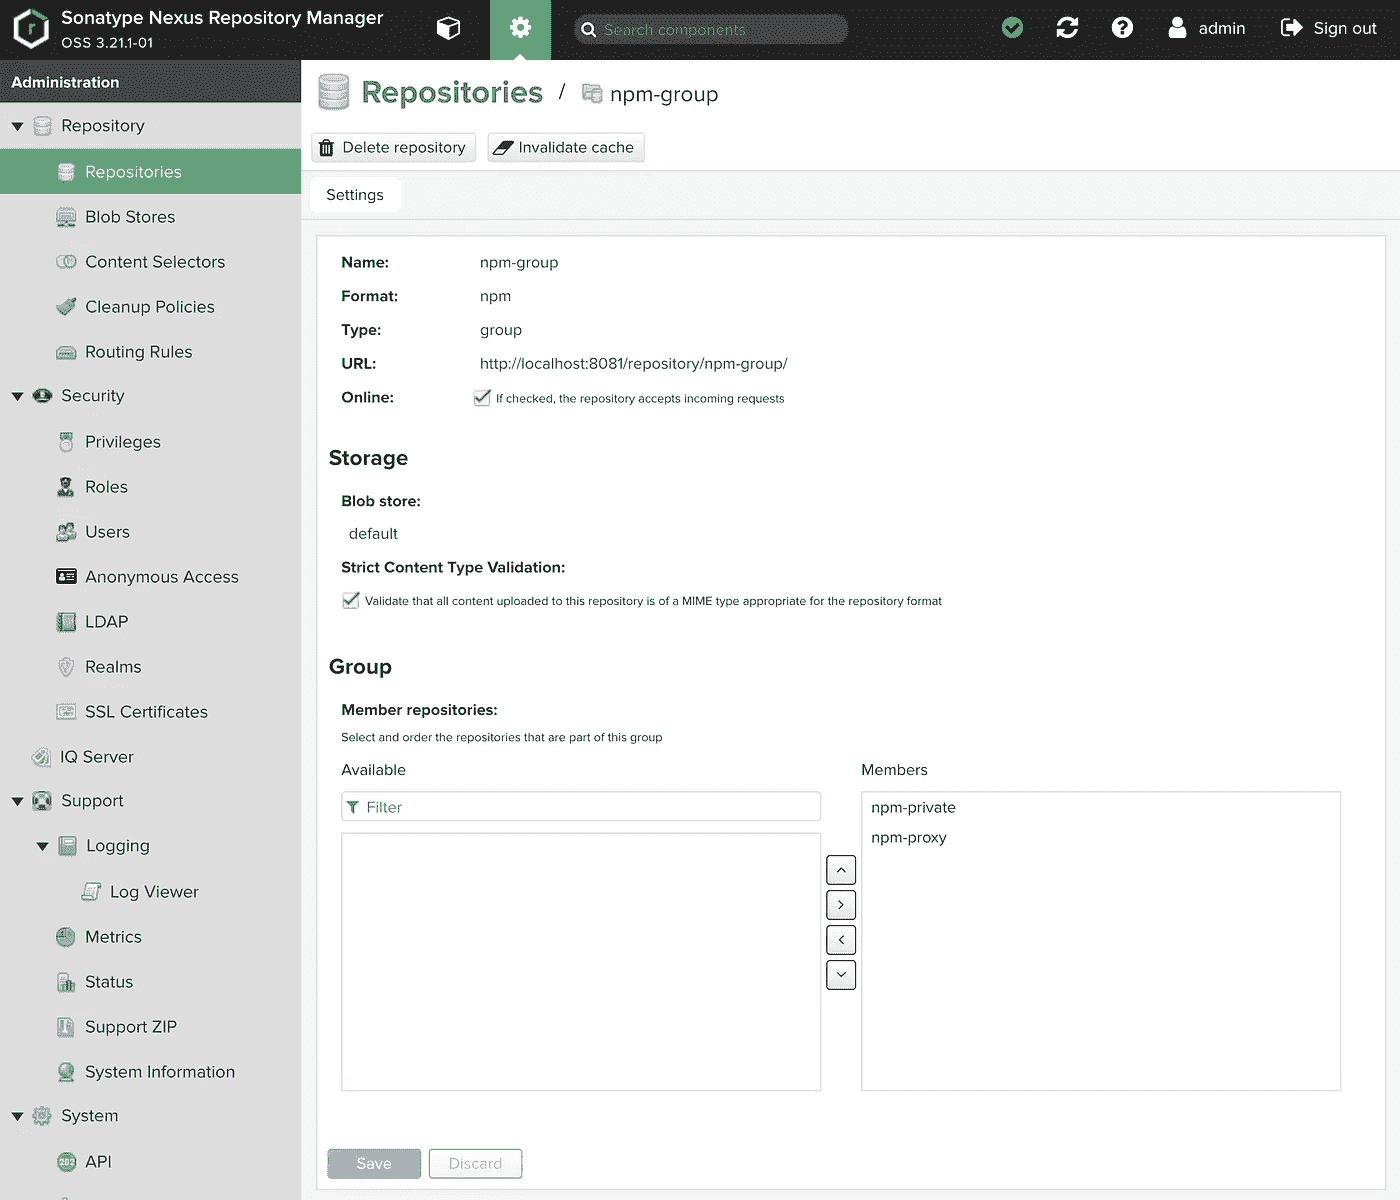 Sonatype Nexus Repository Manager
OSS 3.21.1-01
Search components
admin
Sign out
Administration
Repository
Repositories
Blob Stores
Content Selectors
Cleanup Policies
Routing Rules
Security
Privileges
Roles
Users
Anonymous Access
LDAP
Realms
SSL Certificates
IQ Server
Support
Logging
Log Viewer
Metrics
Status
Support ZIP
System Information
System
API
Repositories / npm-group
Delete repository
Invalidate cache
Settings
Name: npm-group
Format: npm
Type: group
URL: http://localhost:8081/repository/npm-group/
Online: If checked, the repository accepts incoming requests
Storage
Blob store:
default
Strict Content Type Validation:
Validate that all content uploaded to this repository is of a MIME type appropriate for the repository format
Group
Member repositories:
Select and order the repositories that are part of this group
Available
Filter
Members
npm-private
npm-proxy
Save
Discard